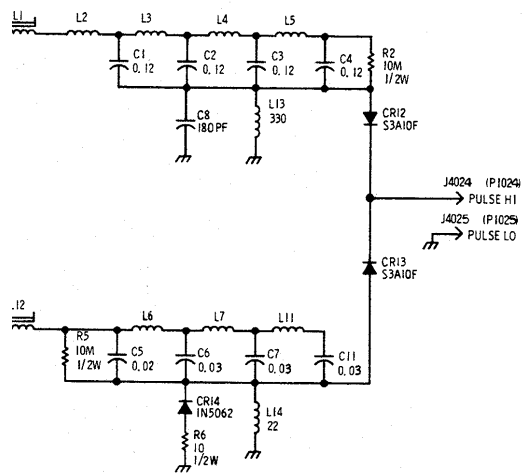 L1 L2 L3 L4 L5
C1
0.12
C2
0.12
C3
0.12
C4
0.12
R2
10M
1/2W
C8
180PF
L13
330
CR12
S3A10F
J4024 (P1024)
PULSE HI
J4025 (P1025)
PULSE LO
CR13
S3A10F
L12 L6 L7 L11
R5
10M
1/2W
C5
0.02
C6
0.03
C7
0.03
C11
0.03
CR14
1N5062
L14
22
R6
10
1/2W